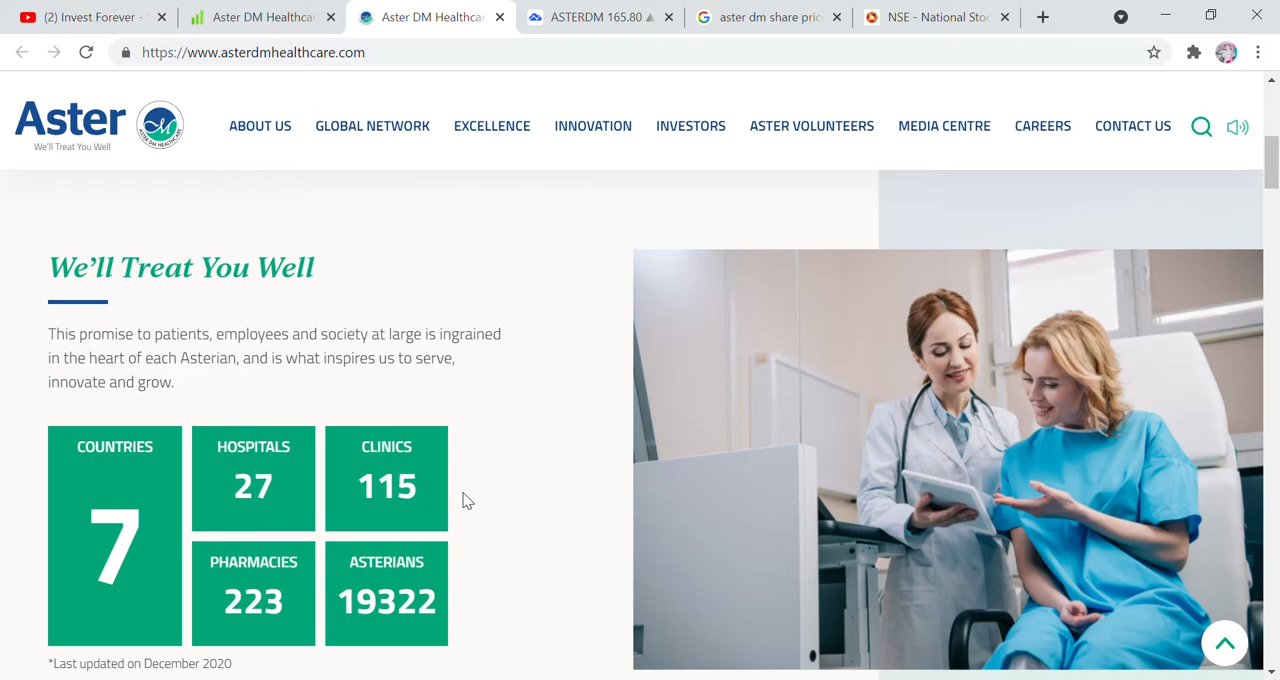 (2) Invest Forever -
Aster DM Healthcar
Aster DM Healthcar
ASTERDM 165.80 ▲
aster dm share pric
NSE - National Stoc
https://www.asterdmhealthcare.com
Aster
We'll Treat You Well
ASTER DM HEALTHCARE
ABOUT US
GLOBAL NETWORK
EXCELLENCE
INNOVATION
INVESTORS
ASTER VOLUNTEERS
MEDIA CENTRE
CAREERS
CONTACT US
We'll Treat You Well
This promise to patients, employees and society at large is ingrained
in the heart of each Asterian, and is what inspires us to serve,
innovate and grow.
COUNTRIES
7
HOSPITALS
27
CLINICS
115
PHARMACIES
223
ASTERIANS
19322
*Last updated on December 2020